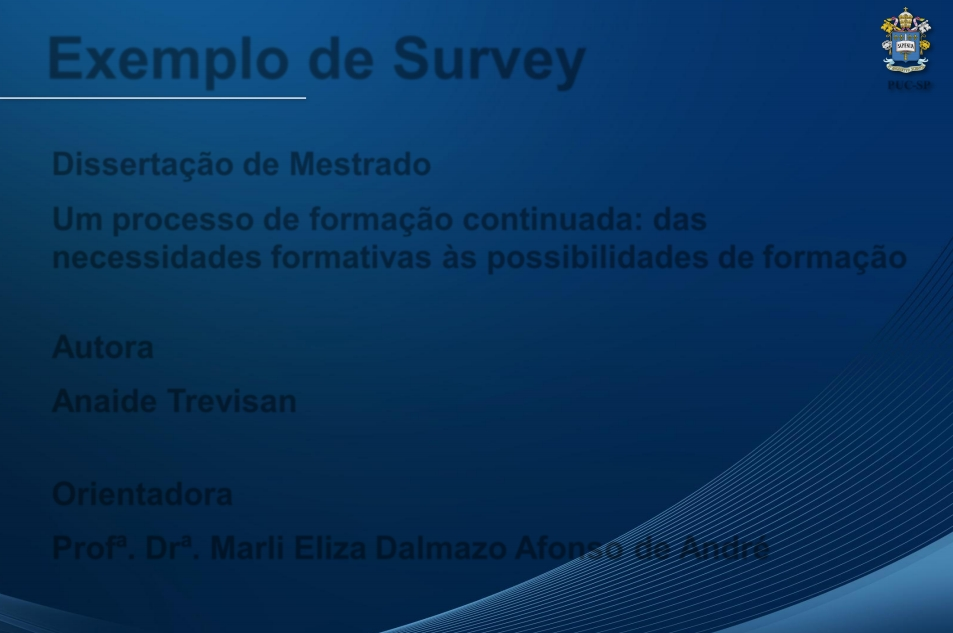 Exemplo de Survey
SAPIENTIA
PUC-SP
Dissertação de Mestrado
Um processo de formação continuada: das
necessidades formativas às possibilidades de formação
Autora
Anaide Trevisan
Orientadora
Profª. Drª. Marli Eliza Dalmazo Afonso de André